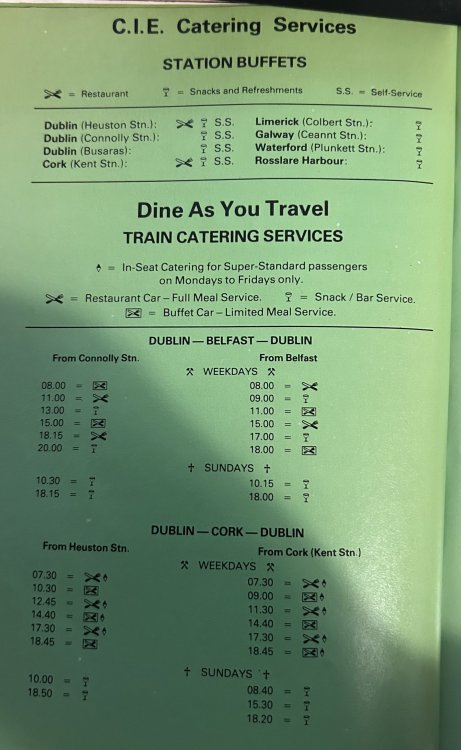 C.I.E. Catering Services
STATION BUFFETS
= Restaurant = Snacks and Refreshments S.S. = Self-Service
Dublin (Heuston Stn.): S.S.
Dublin (Connolly Stn.): S.S.
Dublin (Busaras): S.S.
Cork (Kent Stn.): S.S.
Limerick (Colbert Stn.):
Galway (Ceannt Stn.):
Waterford (Plunkett Stn.):
Rosslare Harbour:
Dine As You Travel
TRAIN CATERING SERVICES
= In-Seat Catering for Super-Standard passengers
on Mondays to Fridays only.
= Restaurant Car – Full Meal Service. = Snack / Bar Service.
= Buffet Car – Limited Meal Service.
DUBLIN — BELFAST — DUBLIN
From Connolly Stn. From Belfast
WEEKDAYS
08.00 = 08.00 =
11.00 = 09.00 =
13.00 = 11.00 =
15.00 = 15.00 =
18.15 = 17.00 =
20.00 = 18.00 =
† SUNDAYS †
10.30 = 10.15 =
18.15 = 18.00 =
DUBLIN — CORK — DUBLIN
From Heuston Stn. From Cork (Kent Stn.)
WEEKDAYS
07.30 = 07.30 =
10.30 = 09.00 =
12.45 = 11.30 =
14.40 = 14.40 =
17.30 = 17.30 =
18.45 = 18.45 =
† SUNDAYS †
10.00 = 08.40 =
18.50 = 15.30 =
18.20 =